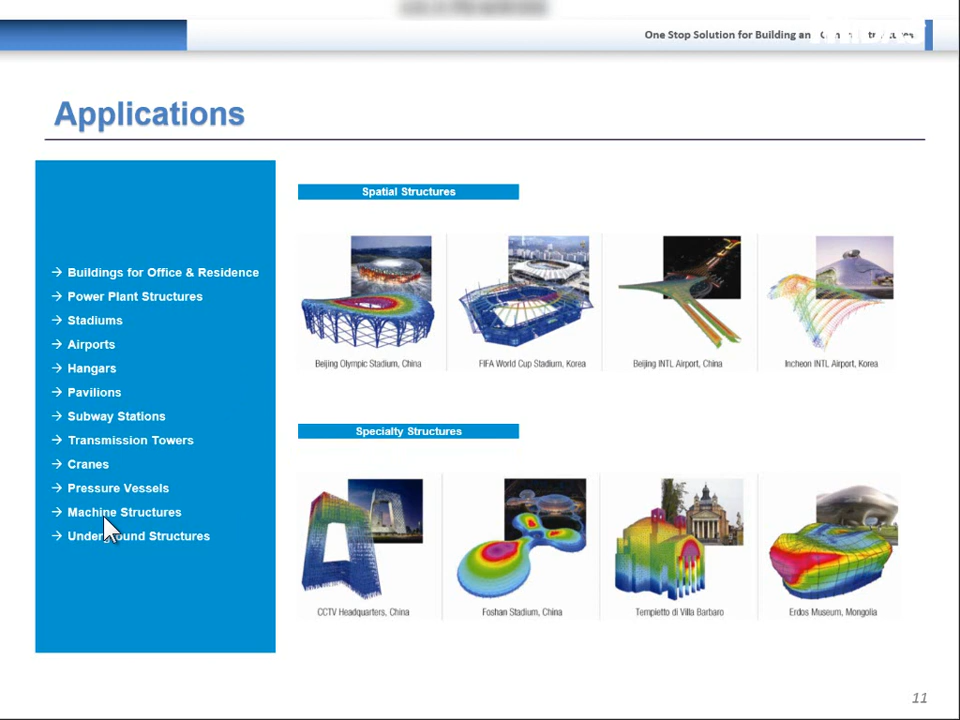 One Stop Solution for Building an
Applications
→ Buildings for Office & Residence
→ Power Plant Structures
→ Stadiums
→ Airports
→ Hangars
→ Pavilions
→ Subway Stations
→ Transmission Towers
→ Cranes
→ Pressure Vessels
→ Machine Structures
→ Underground Structures
Spatial Structures
Beijing Olympic Stadium, China
FIFA World Cup Stadium, Korea
Beijing INTL Airport, China
Incheon INTL Airport, Korea
Specialty Structures
CCTV Headquarters, China
Foshan Stadium, China
Tempietto di Villa Barbaro
Erdos Museum, Mongolia
11